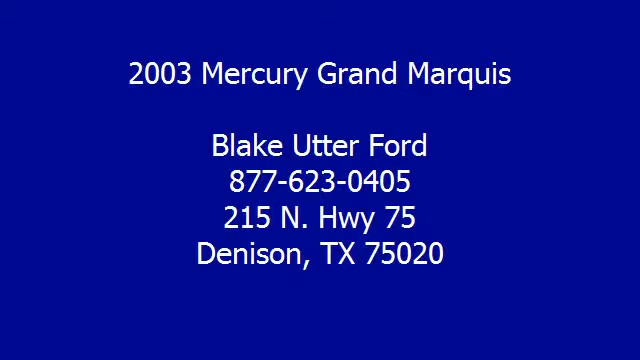 2003 Mercury Grand Marquis
Blake Utter Ford
877-623-0405
215 N. Hwy 75
Denison, TX 75020